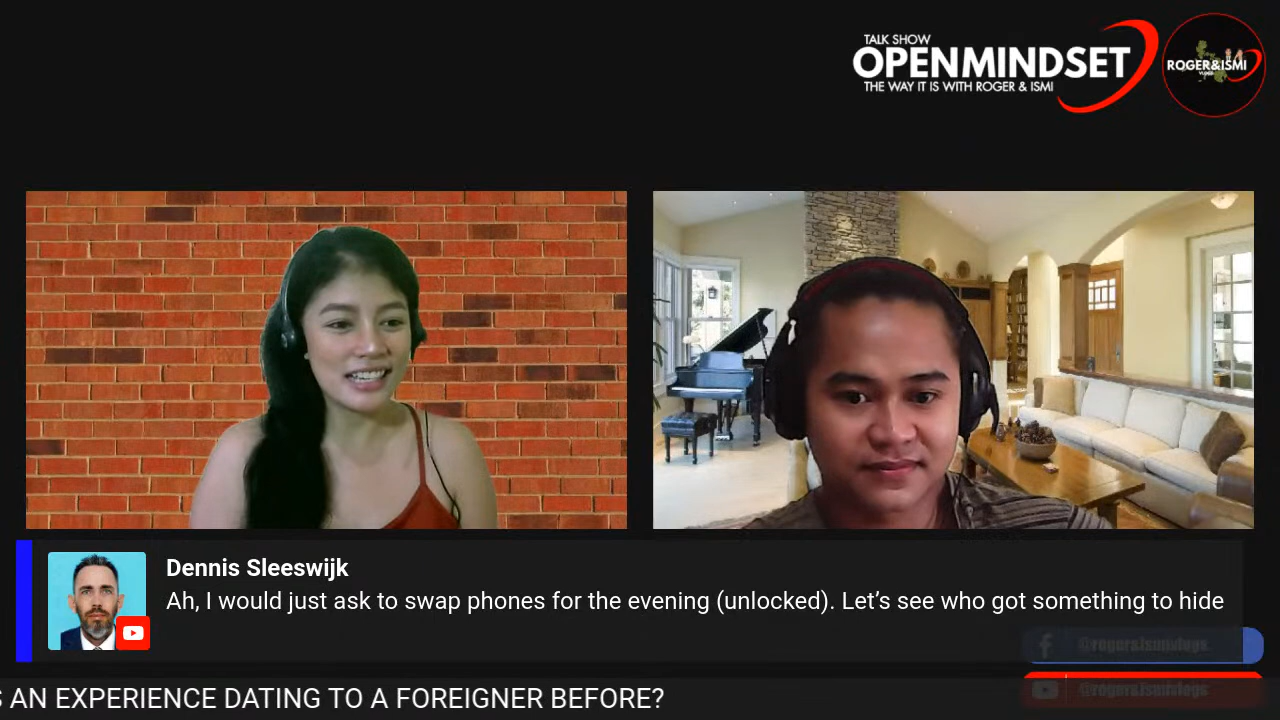 TALK SHOW
OPENMINDSET
THE WAY IT IS WITH ROGER & ISMI
ROGER&ISMI
Dennis Sleeswijk
Ah, I would just ask to swap phones for the evening (unlocked). Let’s see who got something to hide
@rogera.ismivlogs
AN EXPERIENCE DATING TO A FOREIGNER BEFORE?